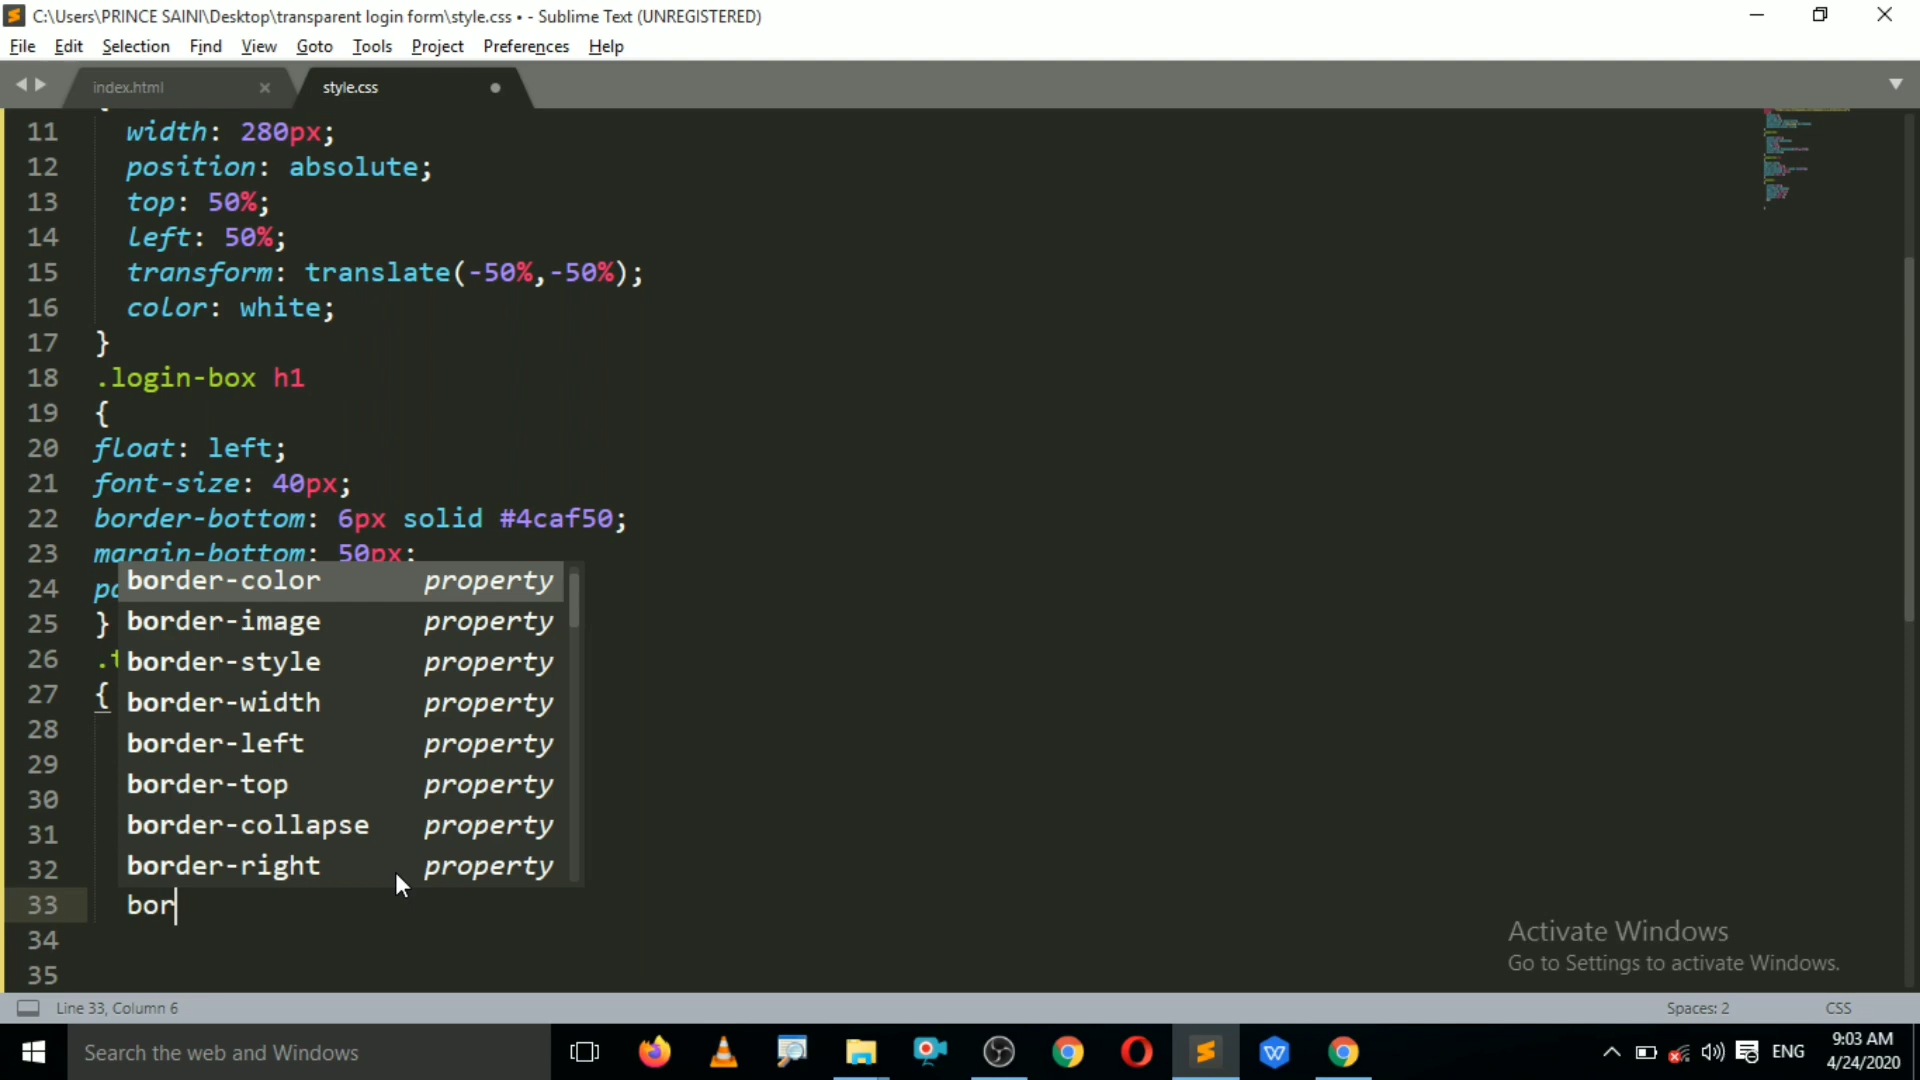 C:\Users\PRINCE SAINI\Desktop\transparent login form\style.css • - Sublime Text (UNREGISTERED)
File Edit Selection Find View Goto Tools Project Preferences Help
index.html style.css
11 width: 280px;
12 position: absolute;
13 top: 50%;
14 left: 50%;
15 transform: translate(-50%,-50%);
16 color: white;
17 }
18 .login-box h1
19 {
20 float: left;
21 font-size: 40px;
22 border-bottom: 6px solid #4caf50;
23 margin-bottom: 50px;
24
25 }
26 .t
27 {
28
29
30
31
32
33 bor
34
35
border-color property
border-image property
border-style property
border-width property
border-left property
border-top property
border-collapse property
border-right property
Activate Windows
Go to Settings to activate Windows.
Line 33, Column 6 Spaces: 2 CSS
Search the web and Windows
ENG
9:03 AM
4/24/2020